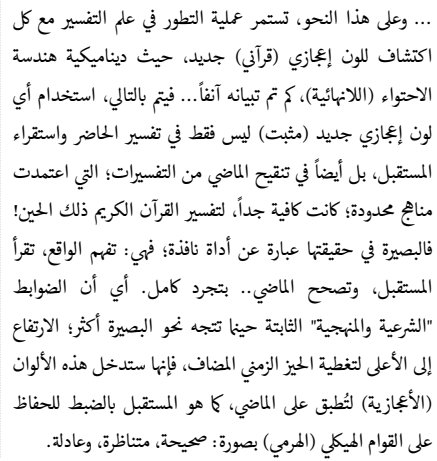 ... وعلى هذا النحو، تستمر عملية التطور في علم التفسير مع كل
اكتشاف للون إعجازي (قرآني) جديد، حيث ديناميكية هندسة
الاحتواء (اللانهائية)، كم تم تبيانه آنفاً... فيتم بالتالي، استخدام أي
لون إعجازي جديد (مثبت) ليس فقط في تفسير الحاضر واستقراء
المستقبل، بل أيضاً في تنقيح الماضي من التفسيرات؛ التي اعتمدت
مناهج محدودة؛ كانت كافية جداً، لتفسير القرآن الكريم ذلك الحين!
فالبصيرة في حقيقتها عبارة عن أداة نافذة؛ فهي: تفهم الواقع، تقرأ
المستقبل، وتصحح الماضي.. بتجرد كامل. أي أن الضوابط
"الشرعية والمنهجية" الثابتة حينما تتجه نحو البصيرة أكثر؛ الارتفاع
إلى الأعلى لتغطية الحيز الزمني المضاف، فإنها ستدخل هذه الألوان
(الأعجازية) لتُطبق على الماضي، كما هو المستقبل بالضبط للحفاظ
على القوام الهيكلي (الهرمي) بصورة: صحيحة، متناظرة، وعادلة.